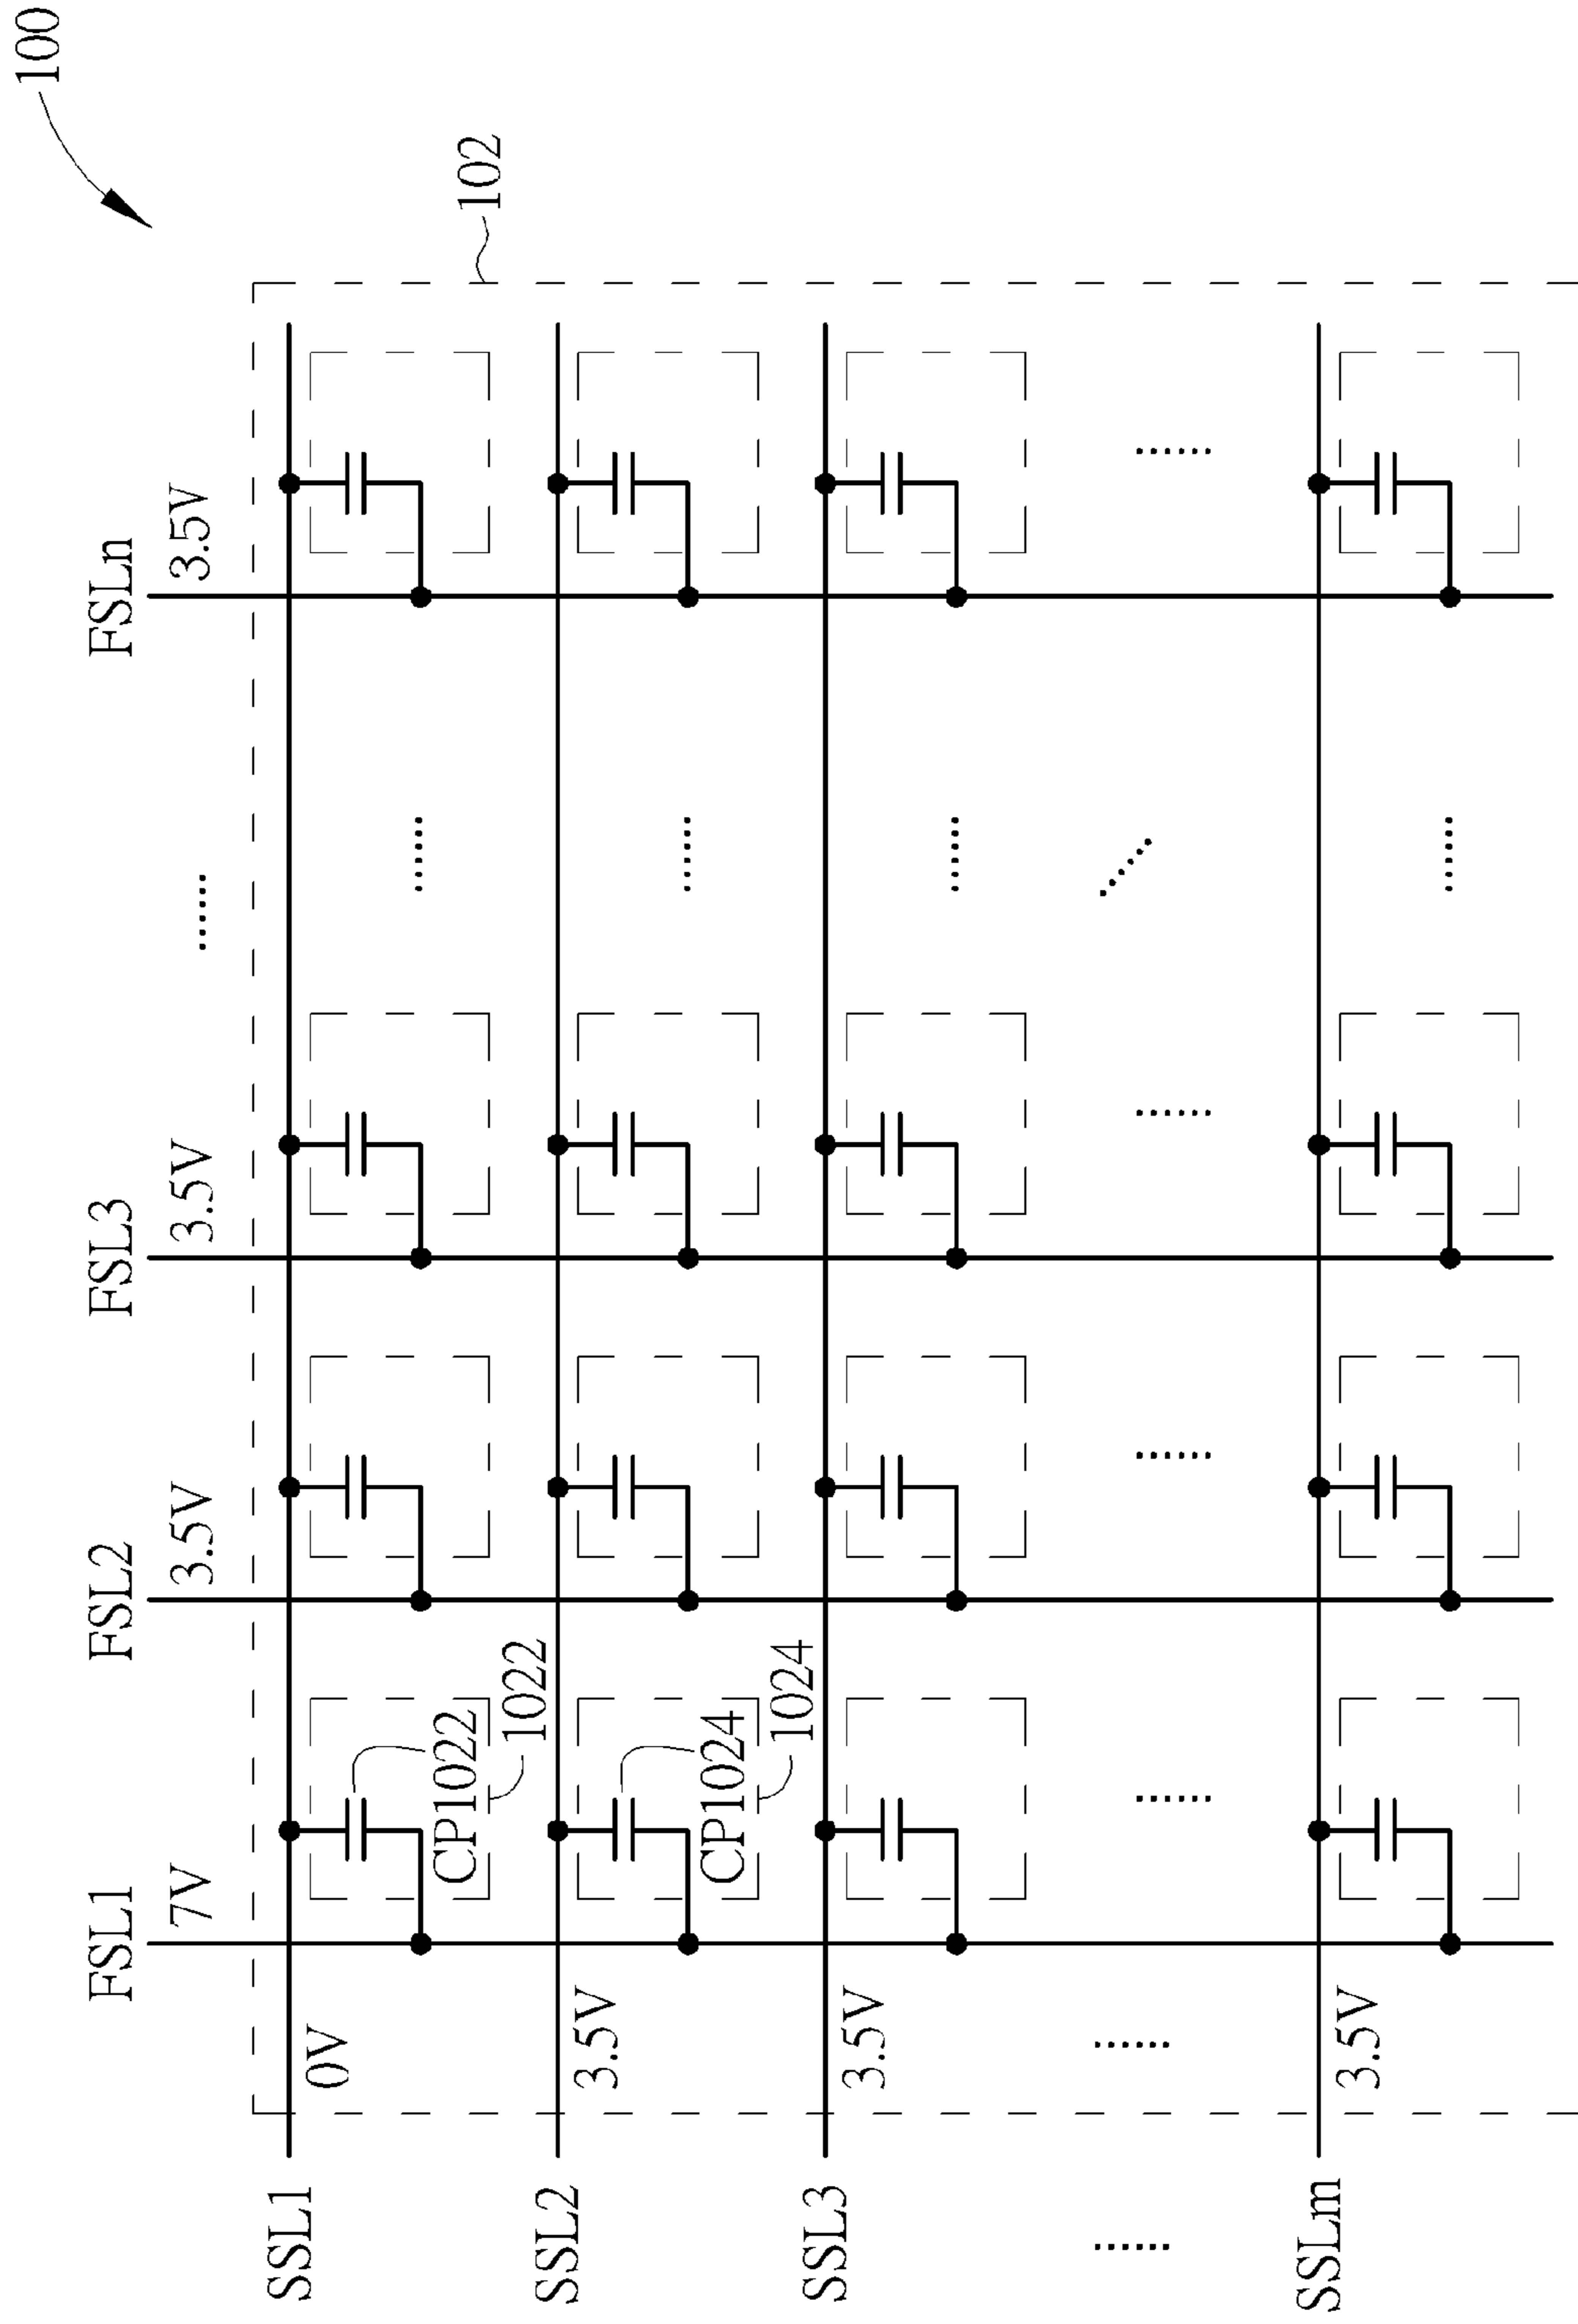 100
102
FSL1
FSL2
FSL3
......
FSLn
7V
3.5V
3.5V
3.5V
SSL1
0V
CP1022
1022
SSL2
3.5V
CP1024
1024
SSL3
3.5V
......
SSLm
3.5V